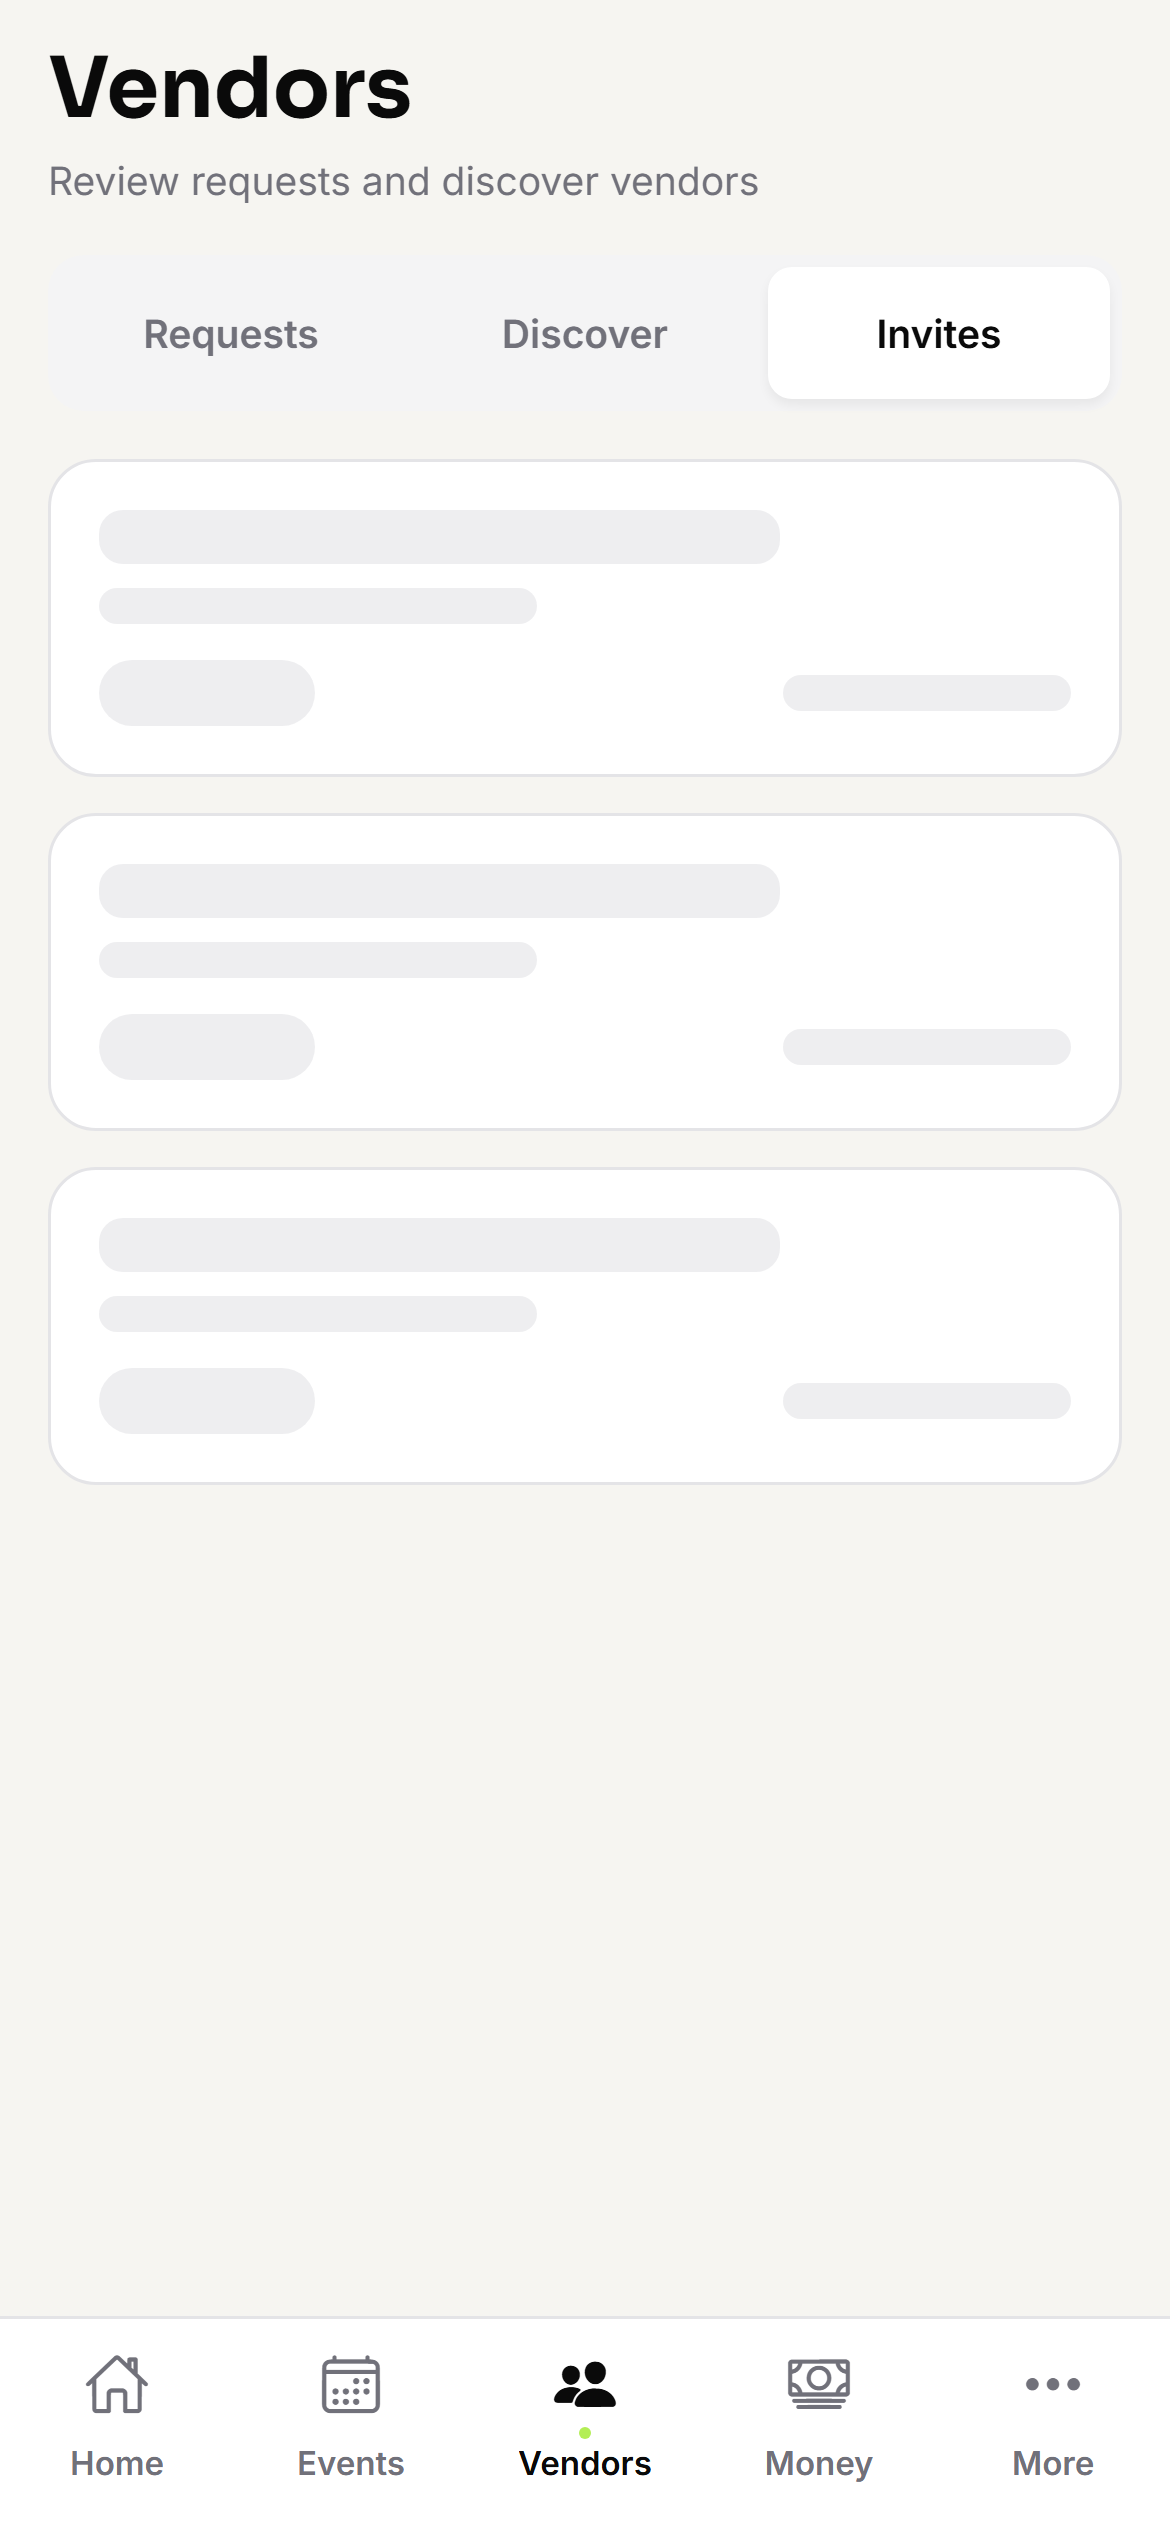 Vendors
Review requests and discover vendors
Requests
Discover
Invites
Home
Events
Vendors
Money
More